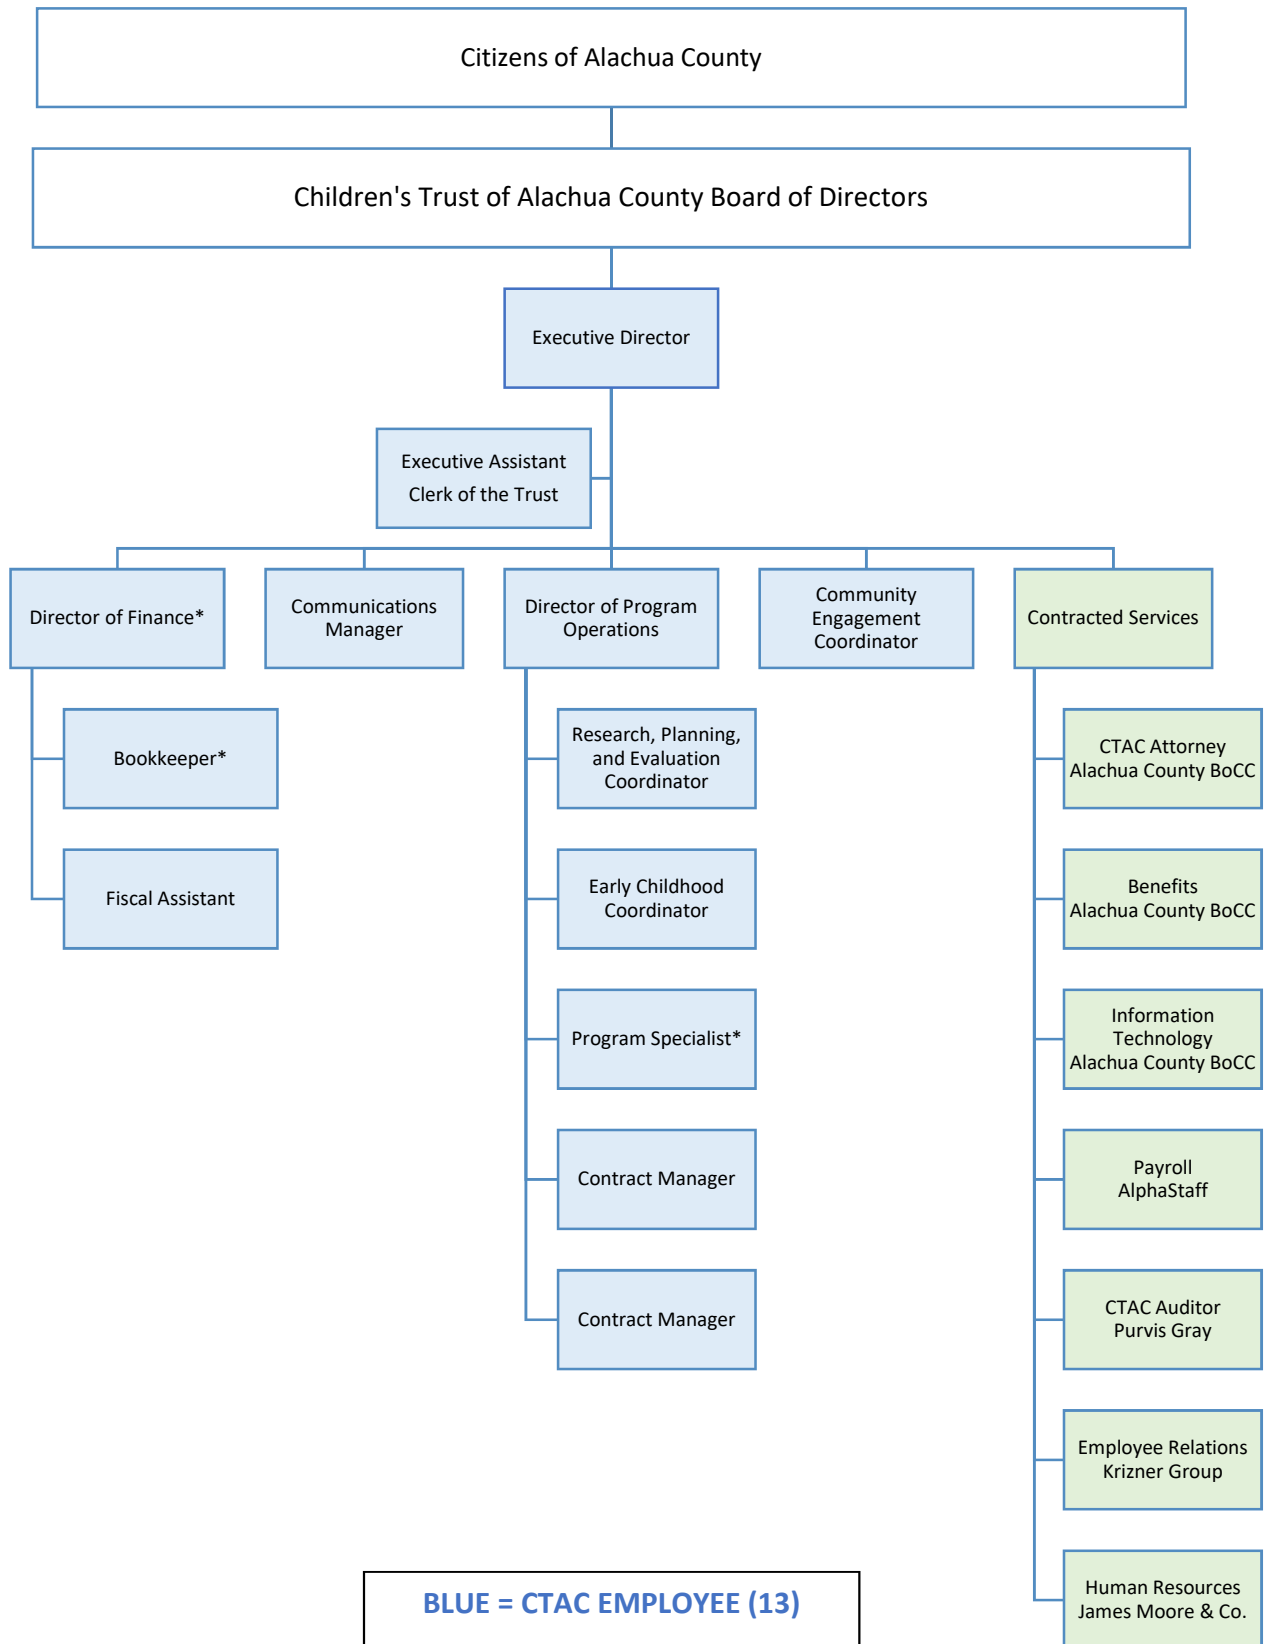 Citizens of Alachua County
Children's Trust of Alachua County Board of Directors
Executive Director
Executive Assistant
Clerk of the Trust
Director of Finance*
Communications
Manager
Director of Program
Operations
Community
Engagement
Coordinator
Contracted Services
Bookkeeper*
Fiscal Assistant
Research, Planning,
and Evaluation
Coordinator
Early Childhood
Coordinator
Program Specialist*
Contract Manager
Contract Manager
CTAC Attorney
Alachua County BoCC
Benefits
Alachua County BoCC
Information
Technology
Alachua County BoCC
Payroll
AlphaStaff
CTAC Auditor
Purvis Gray
Employee Relations
Krizner Group
Human Resources
James Moore & Co.
BLUE = CTAC EMPLOYEE (13)